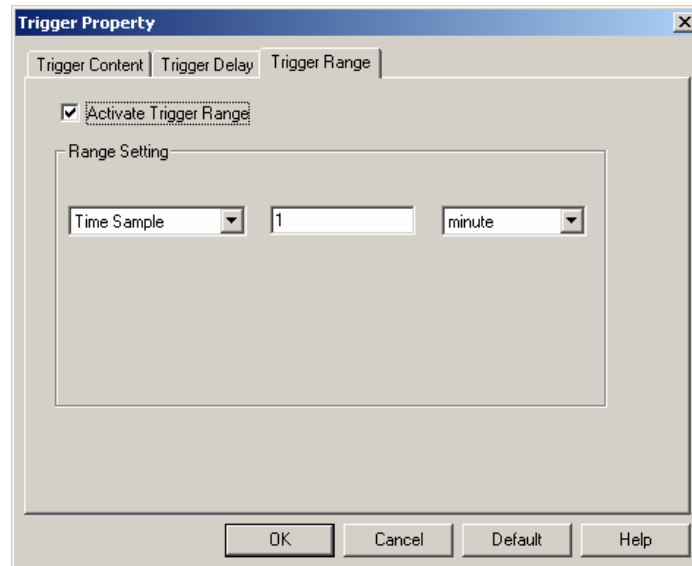 Trigger Property
Trigger Content Trigger Delay Trigger Range
Activate Trigger Range
Range Setting
Time Sample 1 minute
OK Cancel Default Help